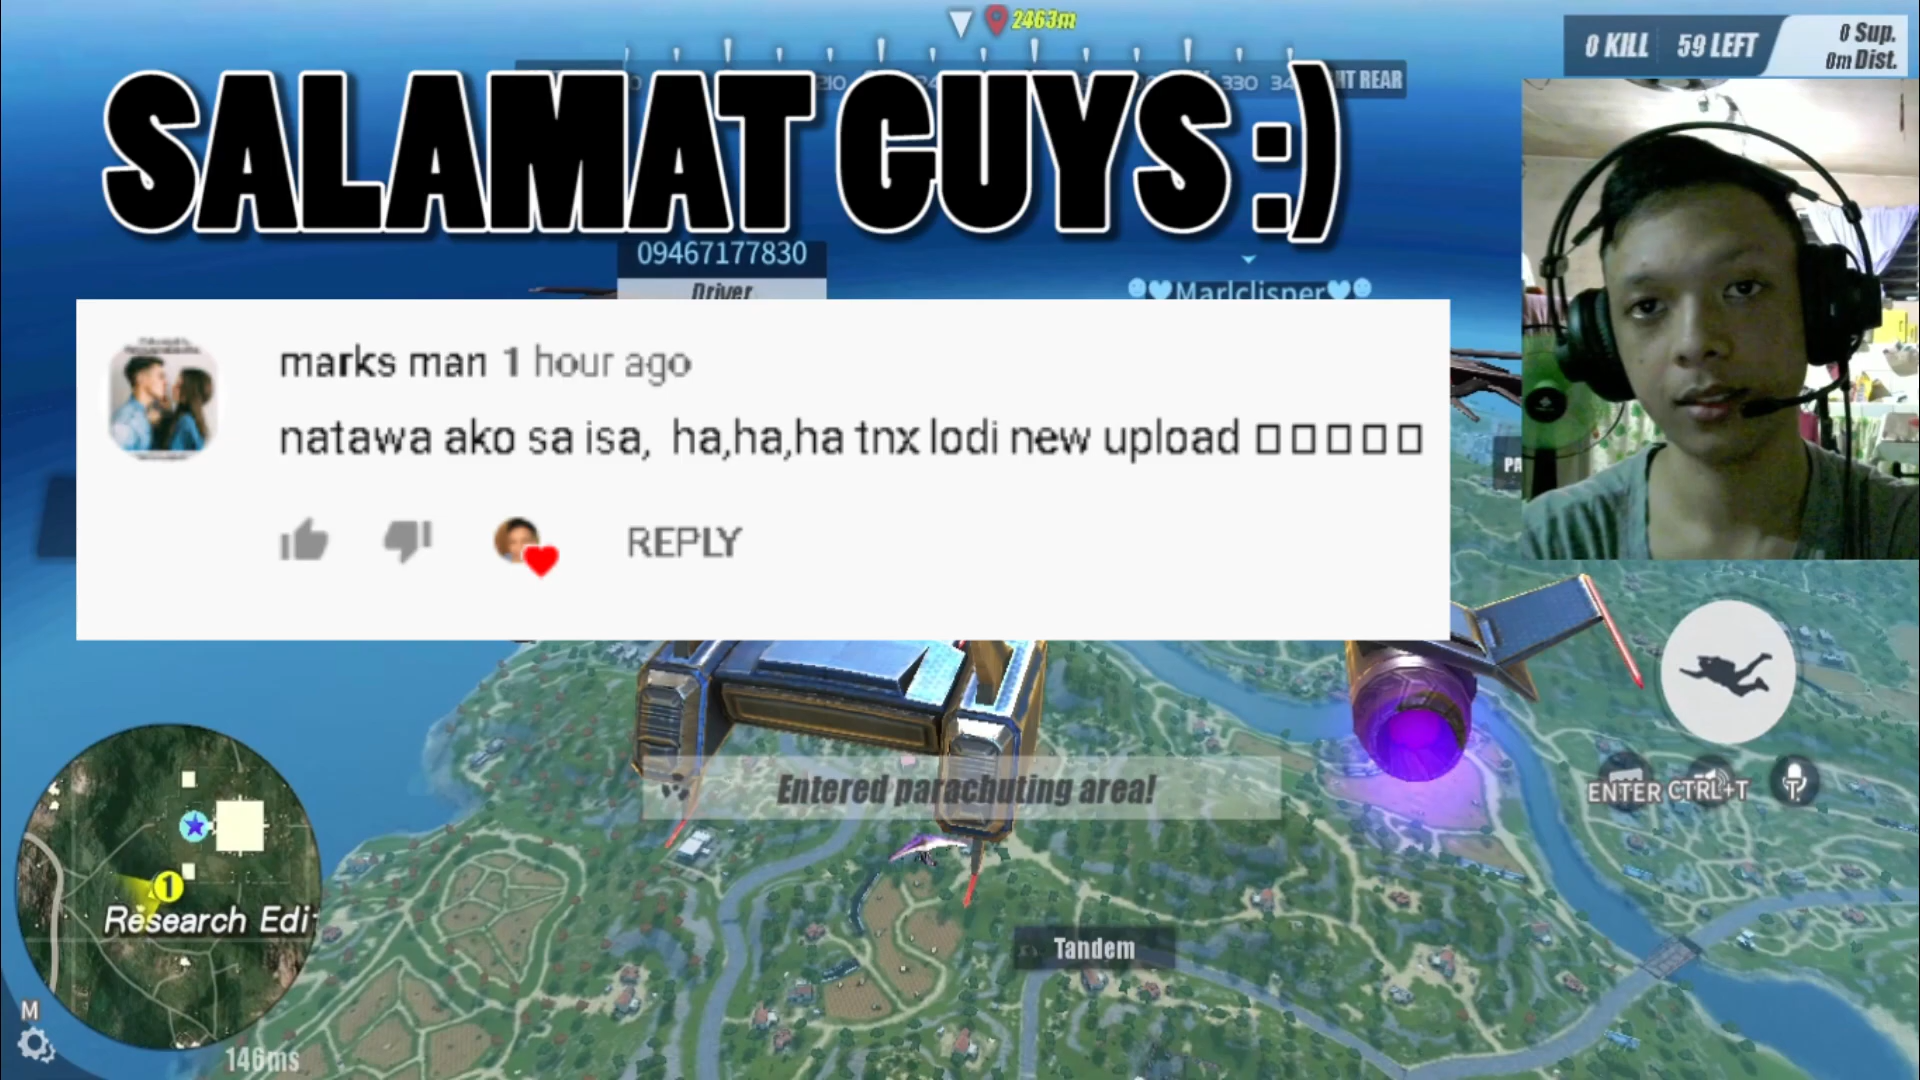 2463m
0 KILL 59 LEFT
0 Sup.
0m Dist.
330
SALAMAT GUYS :)
09467177830
Driver
Marlclisper
marks man 1 hour ago
natawa ako sa isa, ha,ha,ha tnx lodi new upload
REPLY
Entered parachuting area!
ENTER CTRL+T T
1
Research Edi
Tandem
M
146ms